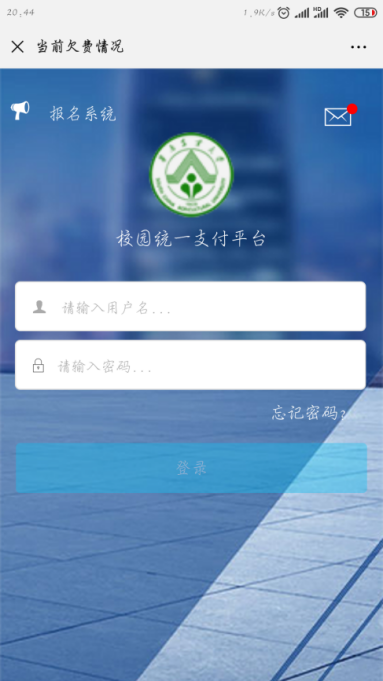 20,44
1.9K/s
HD
15
当前欠费情况
报名系统
校园统一支付平台
请输入用户名...
请输入密码...
忘记密码?
登录